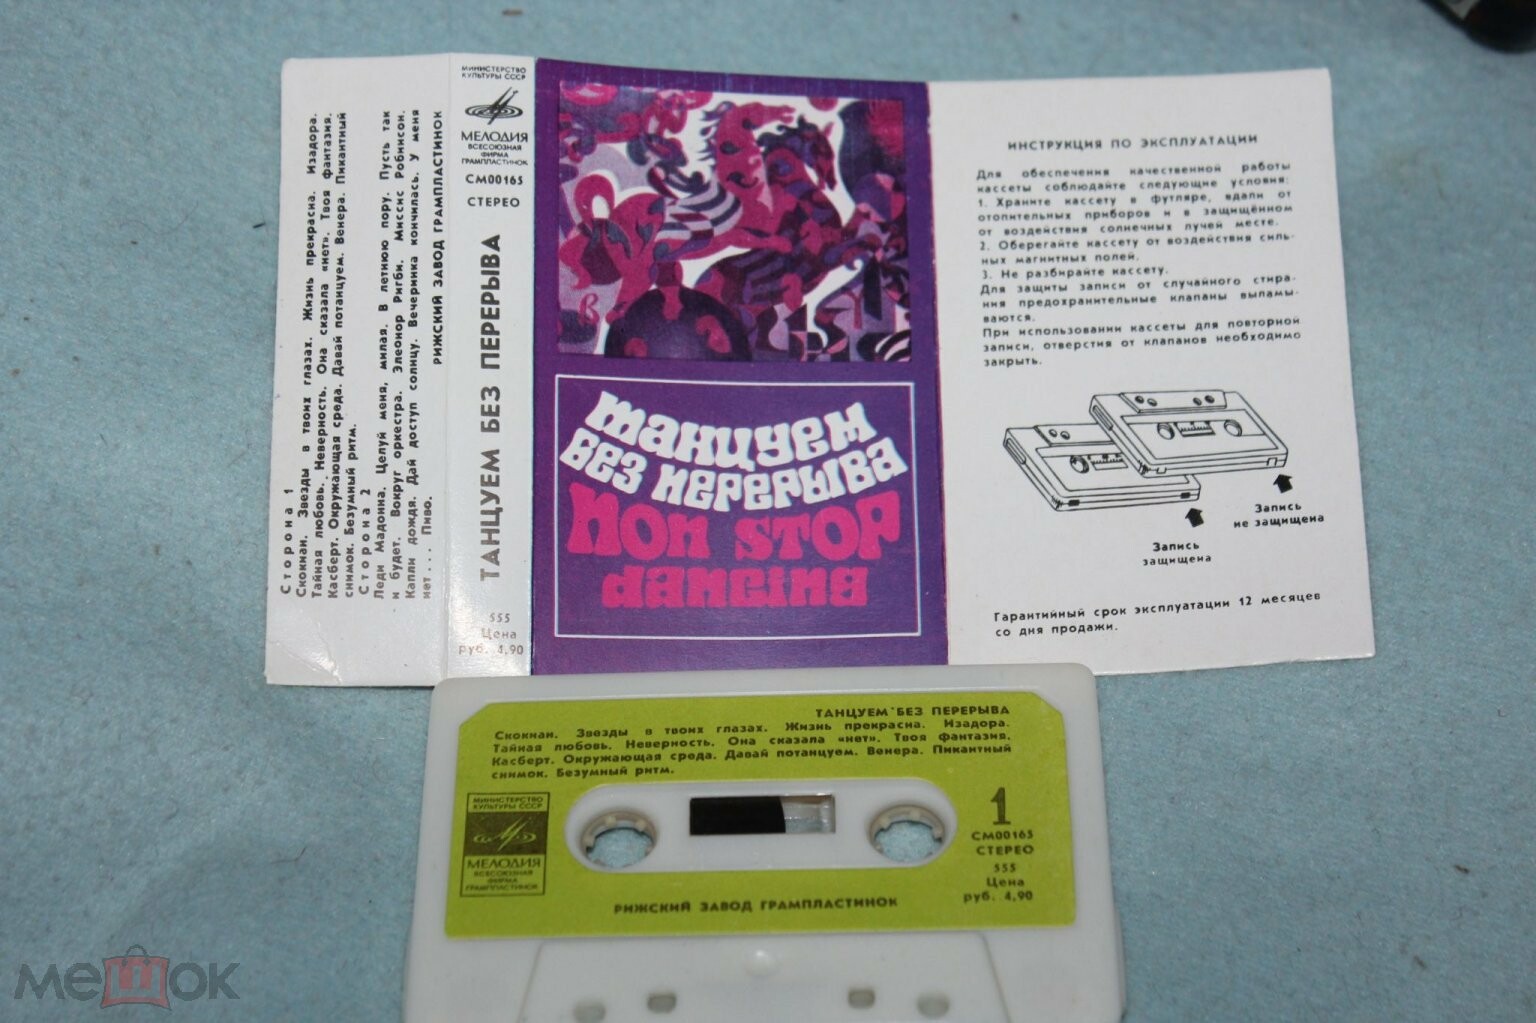 Сторона 1
Скокиаи. Звезды в твоих глазах. Жизнь прекрасна. Изадора.
Тайная любовь. Неверность. Она сказала «нет». Твоя фантазия.
Касберт. Окружающая среда. Давай потанцуем. Венера. Пикантный
снимок. Безумный ритм.
Сторона 2
Леди Мадонна. Целуй меня, милая. В летнюю пору. Пусть так
и будет. Вокруг оркестра. Элеонор Ригби. Миссис Робинсон.
Капли дождя. Дай доступ солнцу. Вечеринка кончилась. У меня
нет... Пиво.
РИЖСКИЙ ЗАВОД ГРАМПЛАСТИНОК
МИНИСТЕРСТВО
КУЛЬТУРЫ СССР
МЕЛОДИЯ
ВСЕСОЮЗНАЯ
ФИРМА
ГРАМПЛАСТИНОК
СМ00165
СТЕРЕО
ТАНЦУЕМ БЕЗ ПЕРЕРЫВА
555
Цена
руб. 4,90
танцуем
без перерыва
non stop
dancing
ИНСТРУКЦИЯ ПО ЭКСПЛУАТАЦИИ
Для обеспечения качественной работы
кассеты соблюдайте следующие условия:
1. Храните кассету в футляре, вдали от
отопительных приборов и в защищённом
от воздействия солнечных лучей месте.
2. Оберегайте кассету от воздействия силь-
ных магнитных полей.
3. Не разбирайте кассету.
Для защиты записи от случайного стира-
ния предохранительные клапаны выламы-
ваются.
При использовании кассеты для повторной
записи, отверстия от клапанов необходимо
закрыть.
Запись
не защищена
Запись
защищена
Гарантийный срок эксплуатации 12 месяцев
со дня продажи.
ТАНЦУЕМ БЕЗ ПЕРЕРЫВА
Скокиаи. Звезды в твоих глазах. Жизнь прекрасна. Изадора.
Тайная любовь. Неверность. Она сказала «нет». Твоя фантазия.
Касберт. Окружающая среда. Давай потанцуем. Венера. Пикантный
снимок. Безумный ритм.
МИНИСТЕРСТВО
КУЛЬТУРЫ СССР
МЕЛОДИЯ
ВСЕСОЮЗНАЯ
ФИРМА
ГРАМПЛАСТИНОК
1
СМ00165
СТЕРЕО
555
Цена
руб. 4,90
РИЖСКИЙ ЗАВОД ГРАМПЛАСТИНОК
мешок